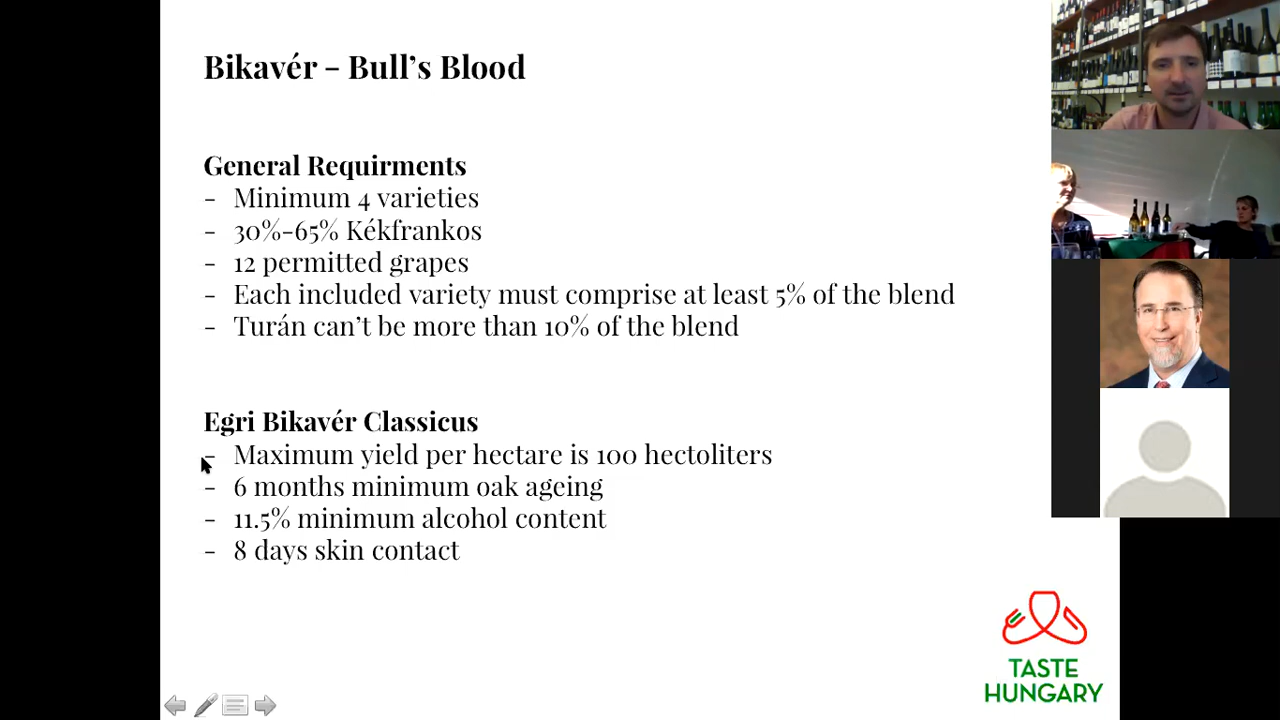 Bikavér – Bull’s Blood
General Requirments
- Minimum 4 varieties
- 30%-65% Kékfrankos
- 12 permitted grapes
- Each included variety must comprise at least 5% of the blend
- Turán can’t be more than 10% of the blend
Egri Bikavér Classicus
- Maximum yield per hectare is 100 hectoliters
- 6 months minimum oak ageing
- 11.5% minimum alcohol content
- 8 days skin contact
TASTE
HUNGARY